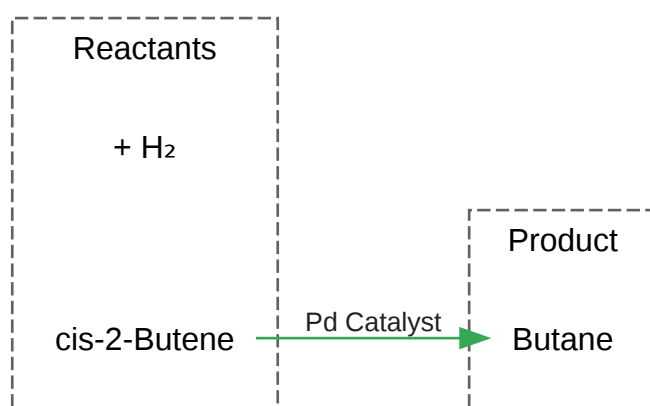 Reactants
+ H₂
cis-2-Butene
Pd Catalyst
Product
Butane